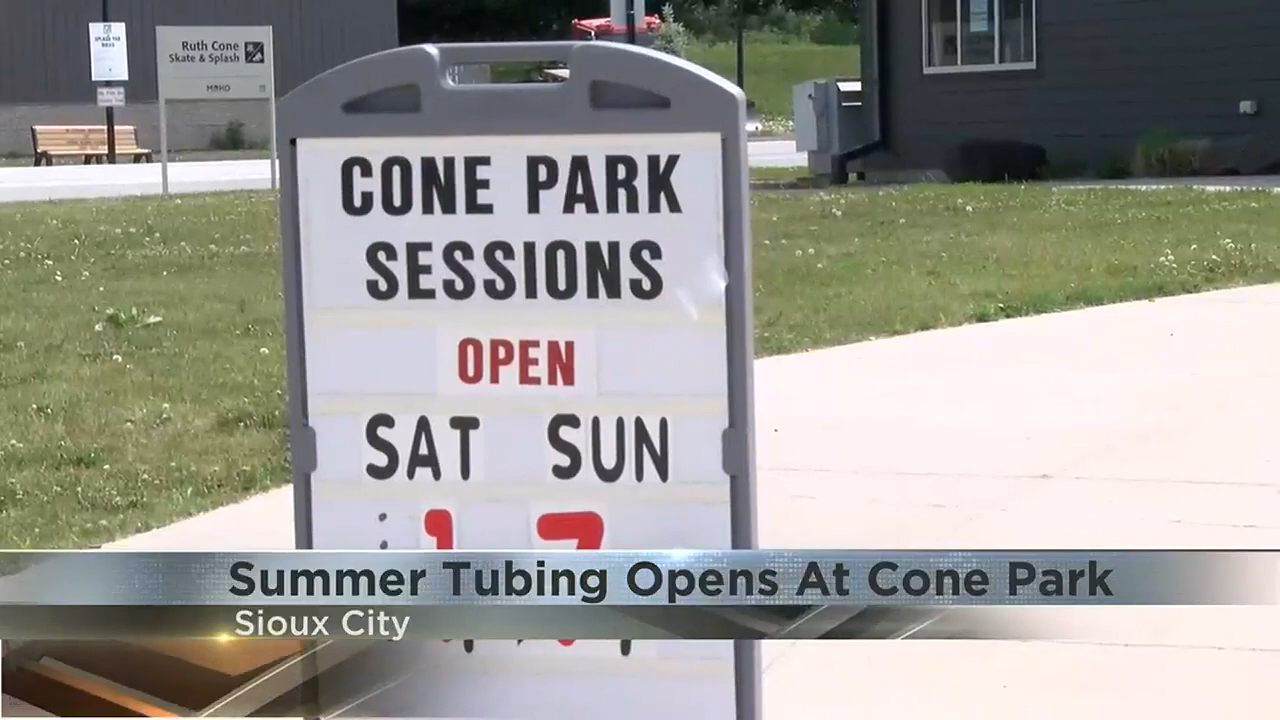 Ruth Cone
Skate & Splash
CONE PARK
SESSIONS
OPEN
SAT SUN
Summer Tubing Opens At Cone Park
Sioux City